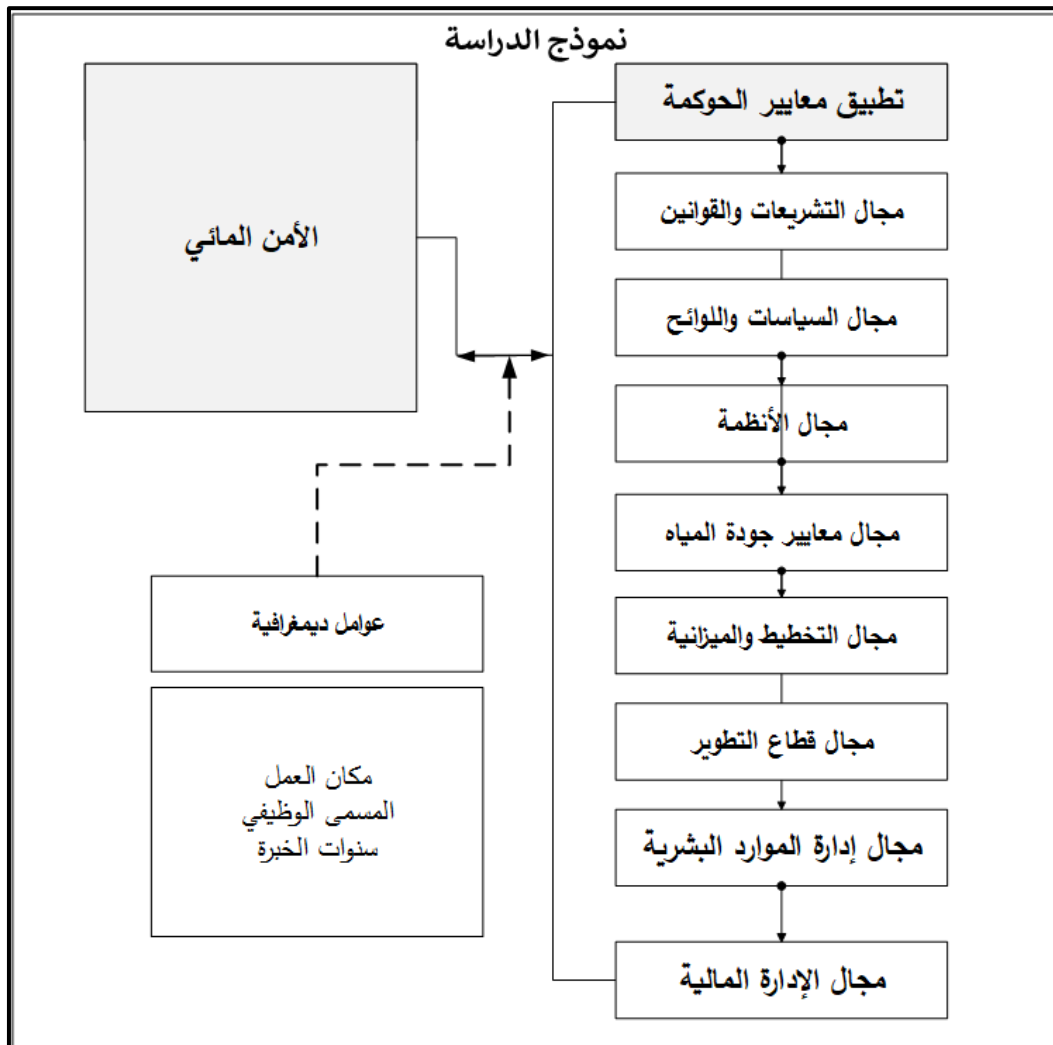 نموذج الدراسة
تطبيق معايير الحوكمة
مجال التشريعات والقوانين
مجال السياسات واللوائح
مجال الأنظمة
مجال معايير جودة المياه
مجال التخطيط والميزانية
مجال قطاع التطوير
مجال إدارة الموارد البشرية
مجال الإدارة المالية
الأمن المائي
عوامل ديمغرافية
مكان العمل
المسمى الوظيفي
سنوات الخبرة